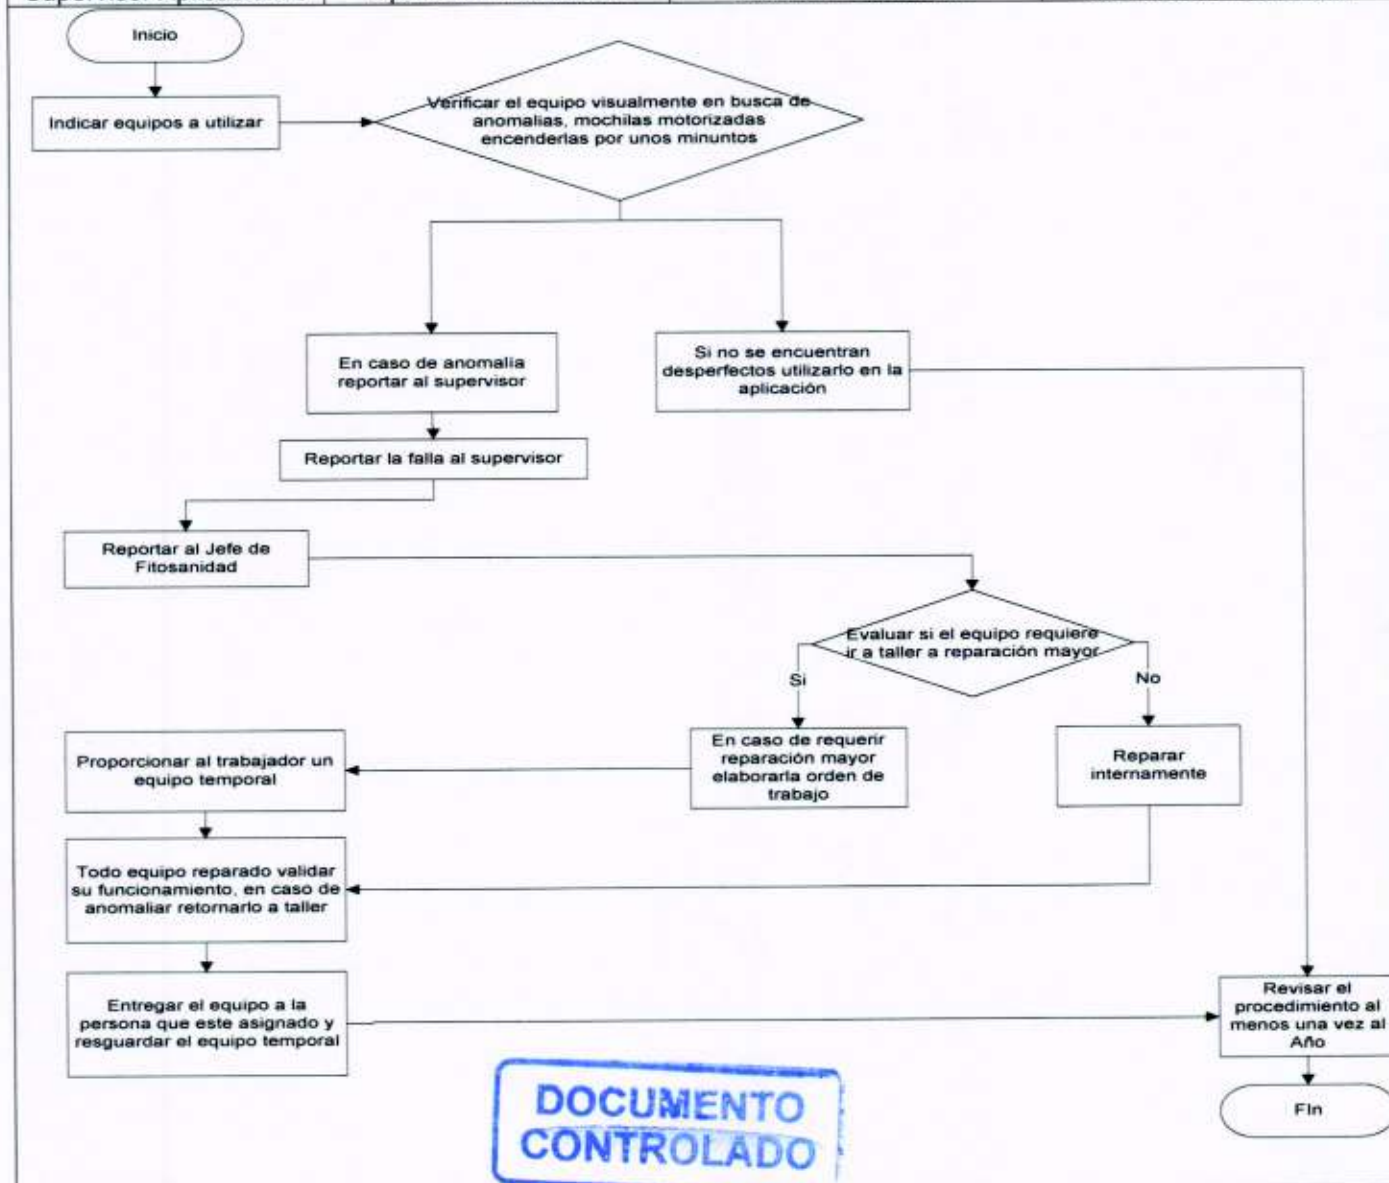 Inicio
Indicar equipos a utilizar
Verificar el equipo visualmente en busca de
anomalias, mochilas motorizadas
encenderlas por unos minuntos
En caso de anomalia
reportar al supervisor
Si no se encuentran
desperfectos utilizarlo en la
aplicación
Reportar la falla al supervisor
Reportar al Jefe de
Fitosanidad
Evaluar si el equipo requiere
ir a taller a reparación mayor
Si
No
Proporcionar al trabajador un
equipo temporal
En caso de requerir
reparación mayor
elaborarla orden de
trabajo
Reparar
internamente
Todo equipo reparado validar
su funcionamiento, en caso de
anomaliar retornarlo a taller
Entregar el equipo a la
persona que este asignado y
resguardar el equipo temporal
Revisar el
procedimiento al
menos una vez al
Año
FIn
DOCUMENTO
CONTROLADO